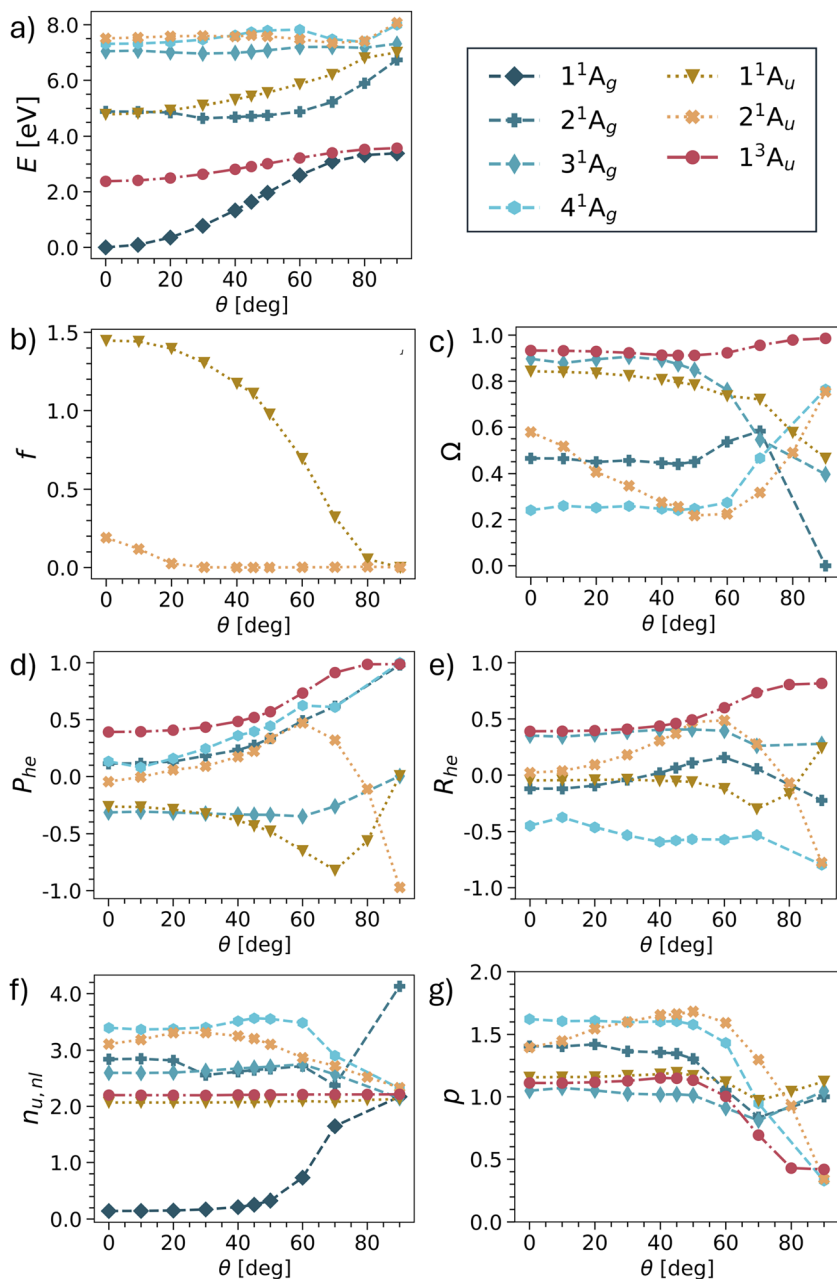 a)
E [eV]
8.0
6.0
4.0
2.0
0.0
0 20 40 60 80
θ [deg]
1¹A_g
2¹A_g
3¹A_g
4¹A_g
1¹A_u
2¹A_u
1³A_u
b)
f
1.5
1.0
0.5
0.0
0 20 40 60 80
θ [deg]
c)
Ω
1.0
0.8
0.6
0.4
0.2
0.0
0 20 40 60 80
θ [deg]
d)
P_he
1.0
0.5
0.0
-0.5
-1.0
0 20 40 60 80
θ [deg]
e)
R_he
1.0
0.5
0.0
-0.5
-1.0
0 20 40 60 80
θ [deg]
f)
n_u,nl
4.0
3.0
2.0
1.0
0.0
0 20 40 60 80
θ [deg]
g)
p
2.0
1.5
1.0
0.5
0.0
0 20 40 60 80
θ [deg]